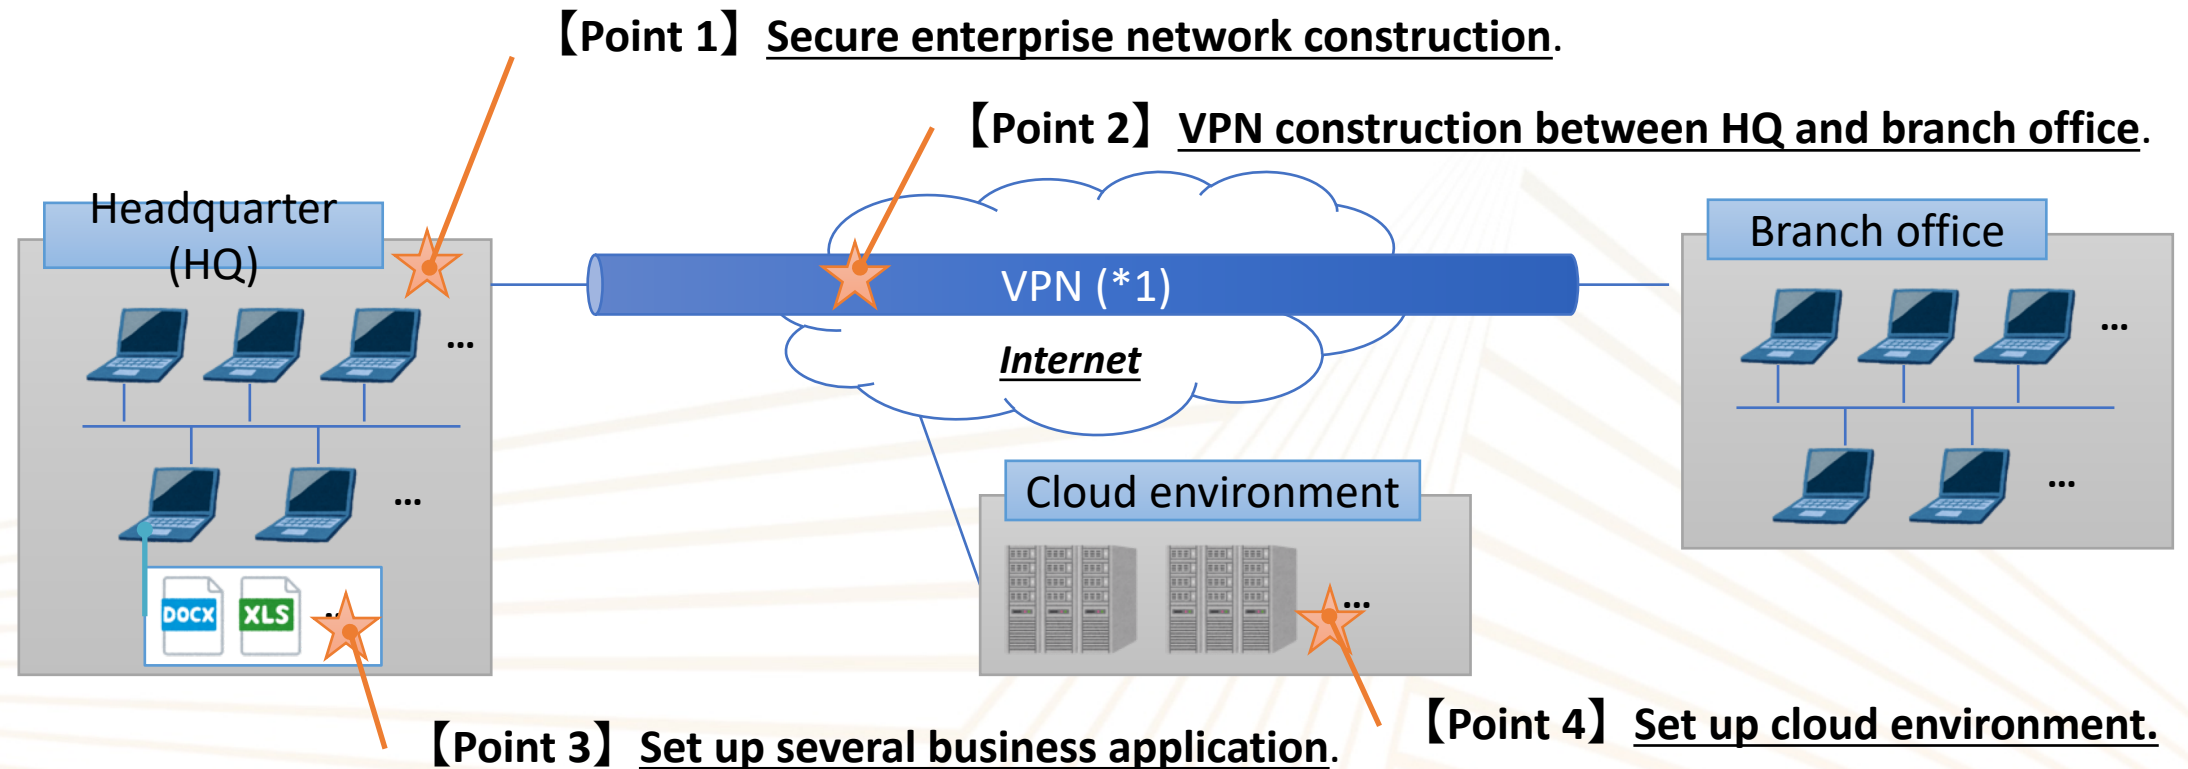 【Point 1】 Secure enterprise network construction.
【Point 2】 VPN construction between HQ and branch office.
Headquarter
(HQ)
Branch office
VPN (*1)
...
...
Internet
...
...
Cloud environment
DOCX XLS
...
【Point 4】 Set up cloud environment.
【Point 3】 Set up several business application.